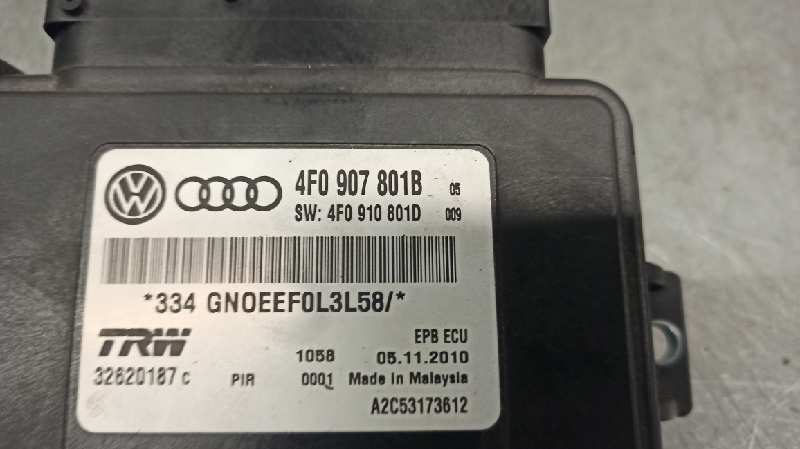 4F0 907 801B 05
SW: 4F0 910 801D 009
*334 GN0EEF0L3L58/*
TRW EPB ECU
1058 05.11.2010
32620187 C PIR 0001 Made in Malaysia
A2C53173612